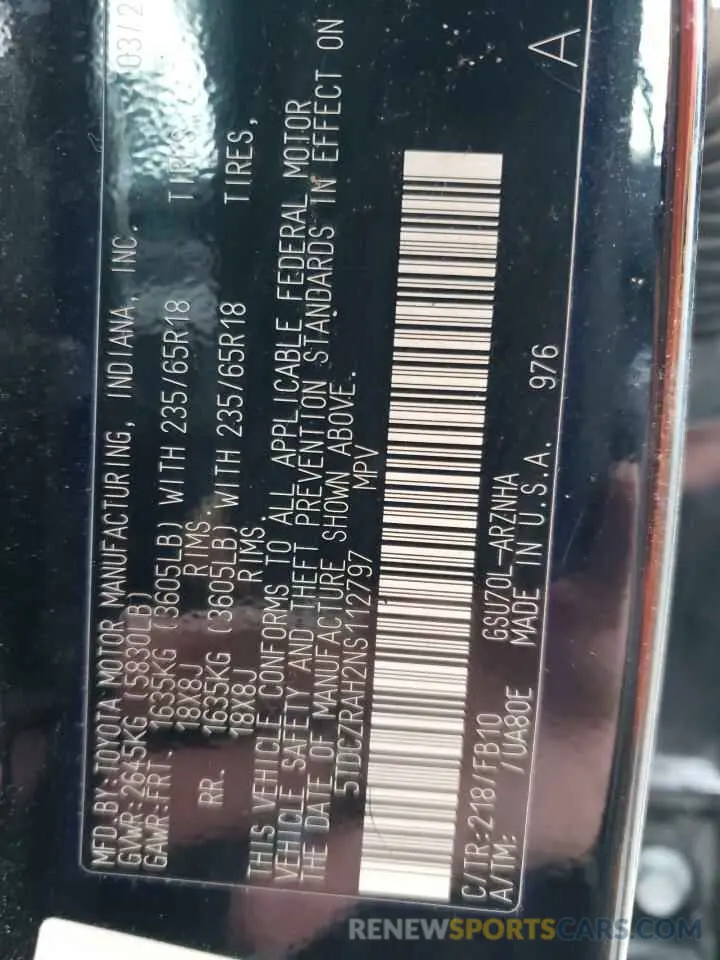 MFD.BY:TOYOTA MOTOR MANUFACTURING, INDIANA, INC. 03/2
GVWR:2645KG (5830LB)
GAWR:FRT. 1635KG (3605LB) WITH 235/65R18 TIRES,
18X8J RIMS.
RR. 1635KG (3605LB) WITH 235/65R18 TIRES,
18X8J RIMS.
THIS VEHICLE CONFORMS TO ALL APPLICABLE FEDERAL MOTOR
VEHICLE SAFETY AND THEFT PREVENTION STANDARDS IN EFFECT ON
THE DATE OF MANUFACTURE SHOWN ABOVE.
5TDCZRAH2NS112797 MPV
A
C/TR:218/FB10 GSU70L-ARZNHA
A/TM: /UA80E MADE IN U.S.A. 976
RENEWSPORTSCARS.COM